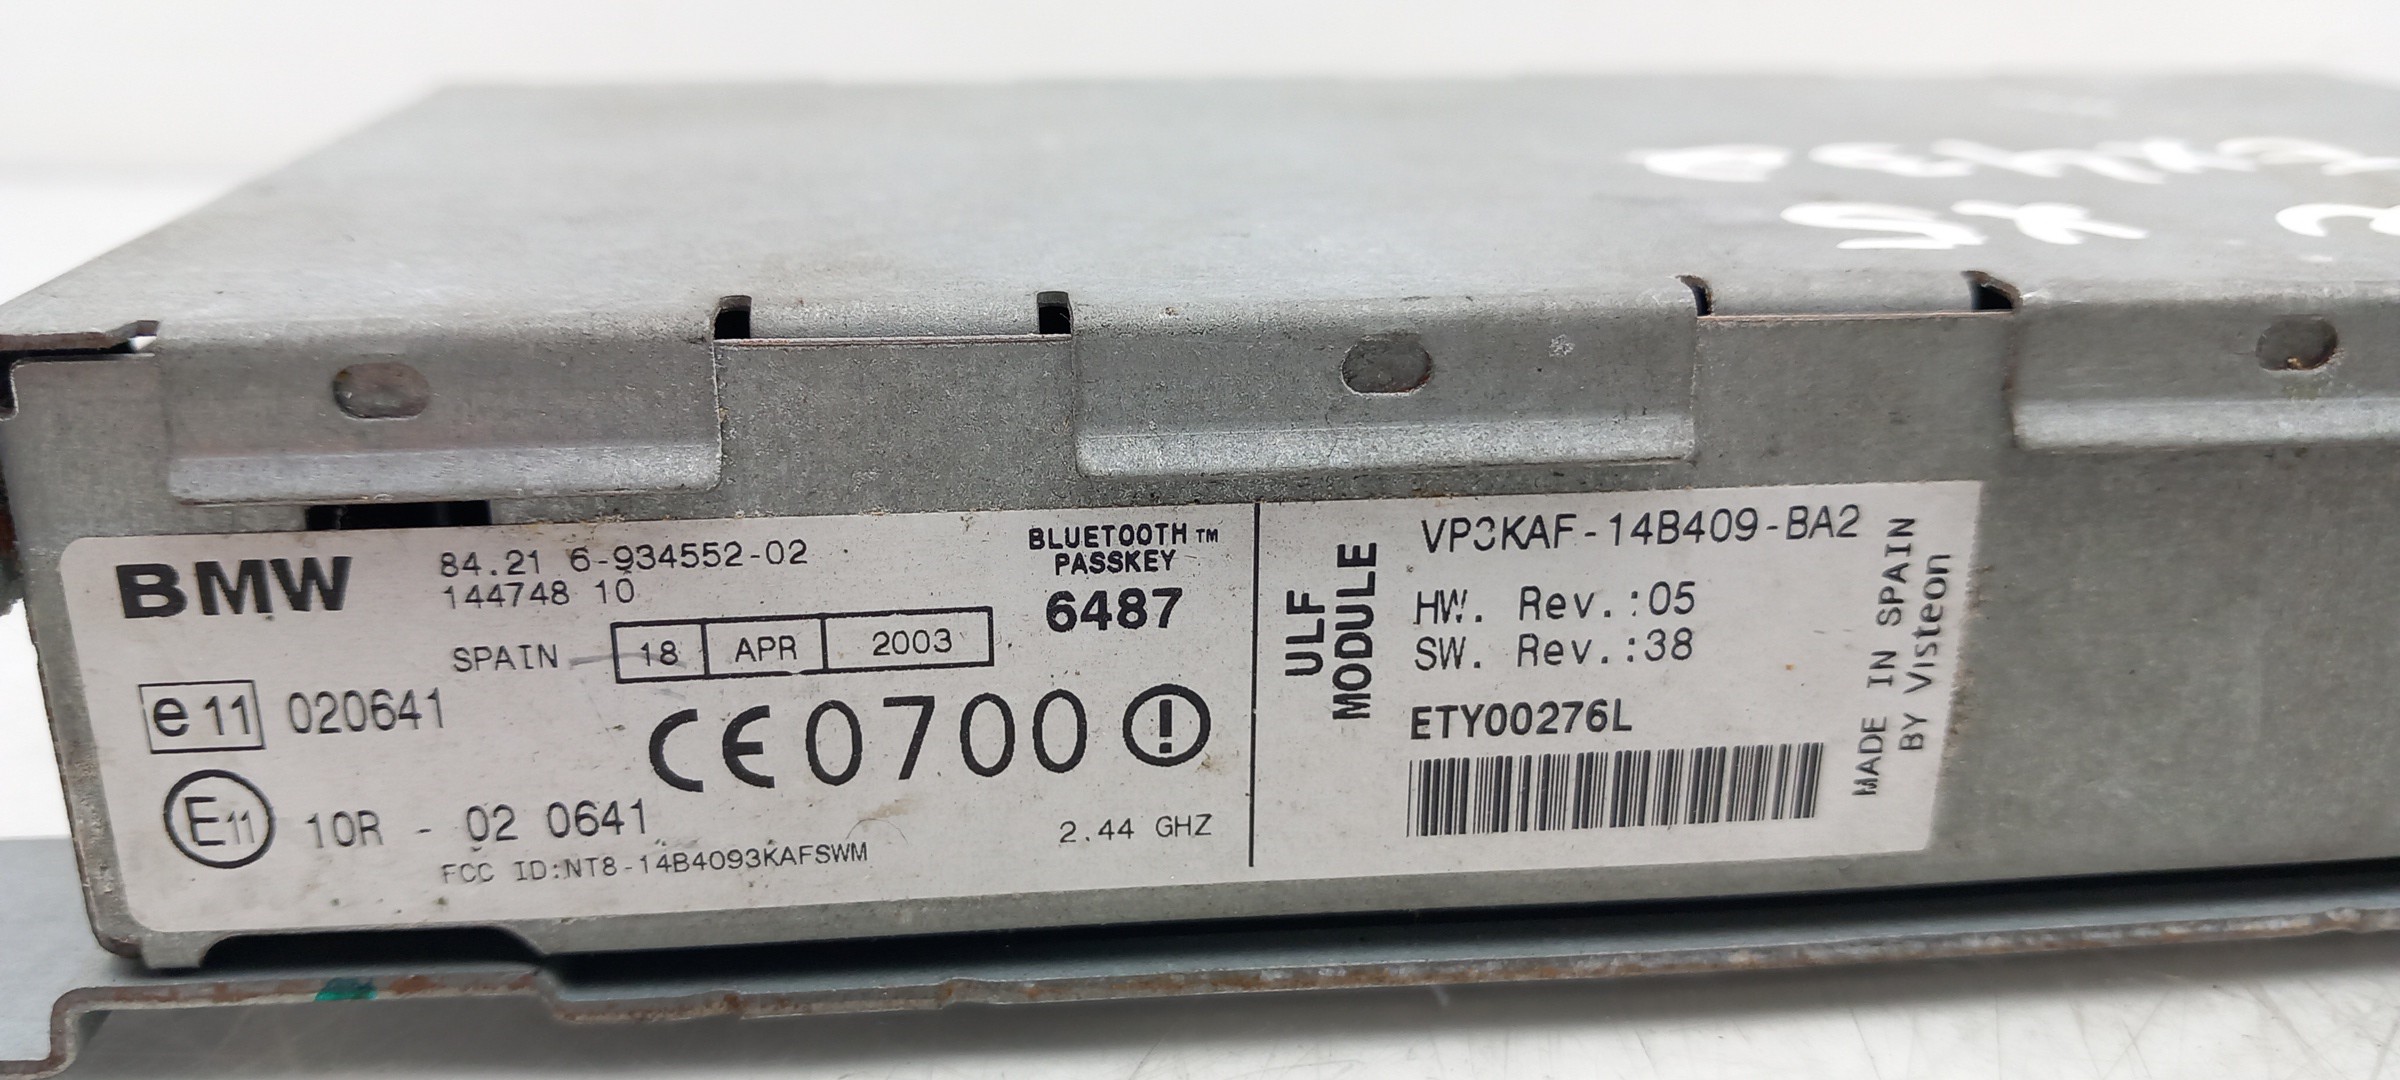 BMW
84.21 6-934552-02
144748 10
SPAIN 18 APR 2003
BLUETOOTH™
PASSKEY
6487
e11 020641
CE0700
E11 10R - 02 0641
FCC ID:NT8-14B4093KAFSWM
2.44 GHZ
ULF
MODULE
VP3KAF-14B409-BA2
HW. Rev.:05
SW. Rev.:38
ETY00276L
MADE IN SPAIN
BY Visteon